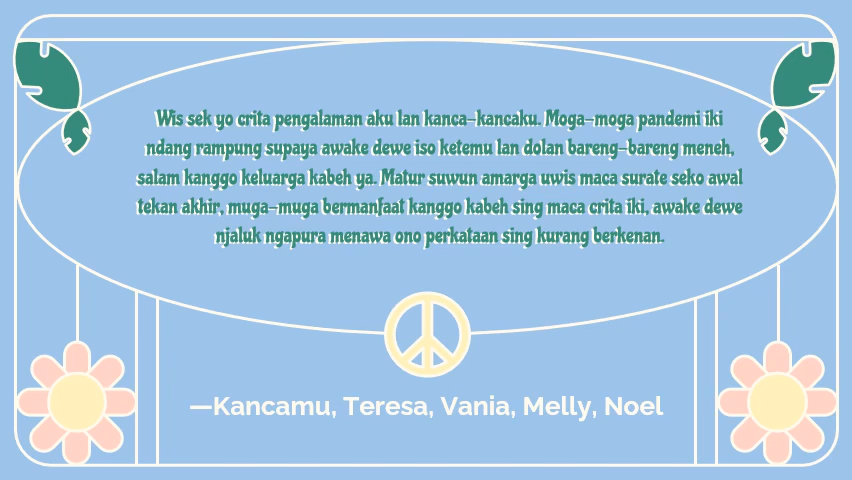 Wis sek yo crita pengalaman aku lan kanca-kancaku. Moga-moga pandemi iki
ndang rampung supaya awake dewe iso ketemu lan dolan bareng-bareng meneh,
salam kanggo keluarga kabeh ya. Matur suwun amarga uwis maca surate seko awal
tekan akhir, muga-muga bermanfaat kanggo kabeh sing maca crita iki, awake dewe
njaluk ngapura menawa ono perkataan sing kurang berkenan.
—Kancamu, Teresa, Vania, Melly, Noel